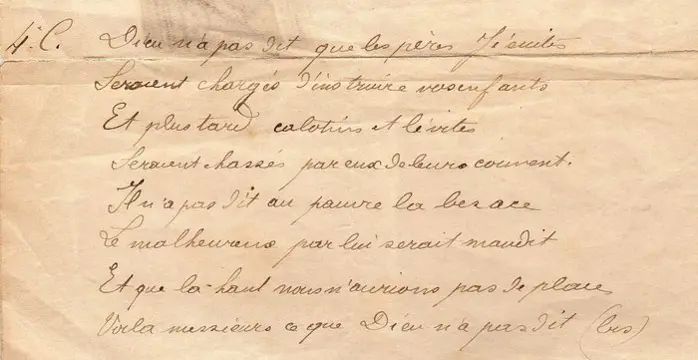 4e C. Dieu n'a pas dit que les pères Jésuites
Seraient chargés d'instruire vos enfants
Et plus tard calotins et lévites
Seraient chassés par eux de leurs couvent.
Il n'a pas dit au pauvre la besace
Le malheureux par lui serait maudit
Et que là-haut nous n'aurions pas de place
Voilà messieurs ce que Dieu n'a pas dit (bis)